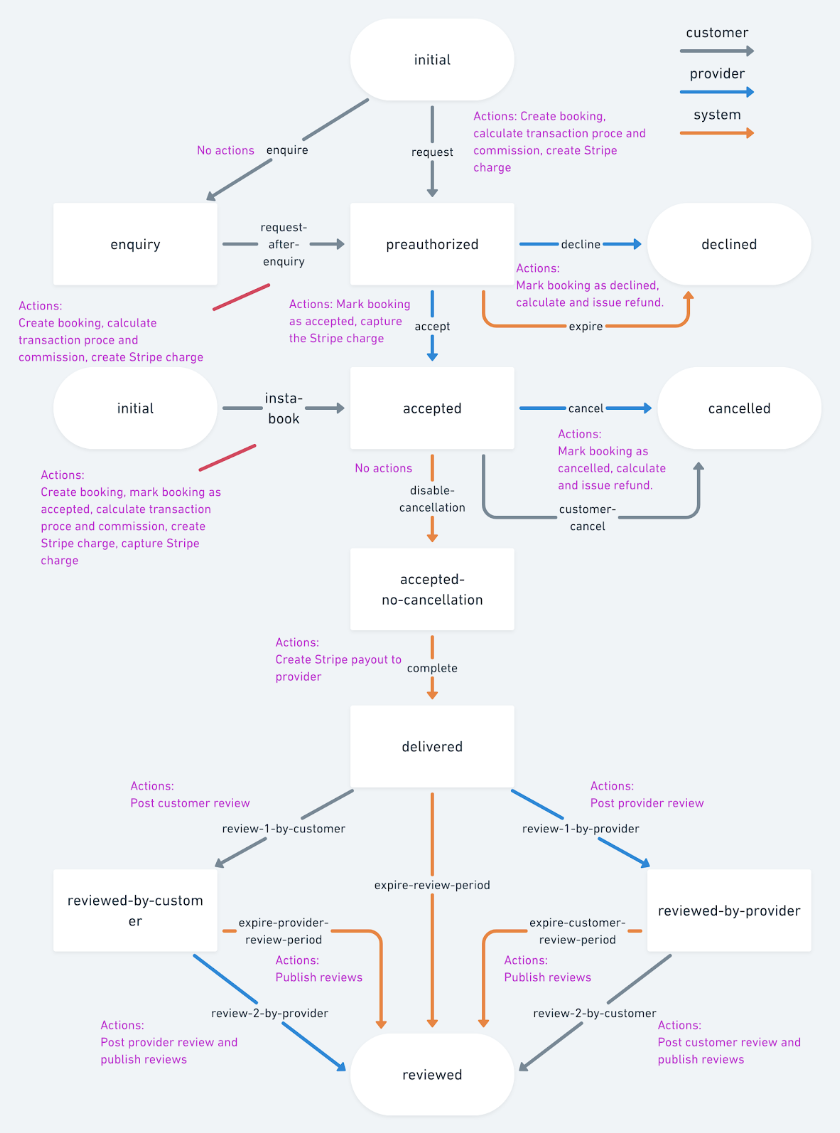 customer
provider
system
initial
Actions: Create booking,
calculate transaction proce and
commission, create Stripe
charge
No actions
enquire
request
enquiry
request-
after-
enquiry
preauthorized
decline
declined
Actions:
Mark booking as declined,
calculate and issue refund.
Actions:
Create booking, calculate
transaction proce and
commission, create Stripe charge
Actions: Mark booking
as accepted, capture
the Stripe charge
accept
expire
initial
insta-
book
accepted
cancel
cancelled
Actions:
Mark booking as
cancelled, calculate
and issue refund.
No actions
disable-
cancellation
customer-
cancel
Actions:
Create booking, mark booking as
accepted, calculate transaction
proce and commission, create
Stripe charge, capture Stripe
charge
accepted-
no-cancellation
Actions:
Create Stripe payout to
provider
complete
delivered
Actions:
Post customer review
Actions:
Post provider review
review-1-by-customer
review-1-by-provider
expire-review-period
reviewed-by-custom
er
expire-provider-
review-period
expire-customer-
review-period
reviewed-by-provider
Actions:
Publish reviews
Actions:
Publish reviews
review-2-by-provider
review-2-by-customer
Actions:
Post provider review and
publish reviews
Actions:
Post customer review and
publish reviews
reviewed